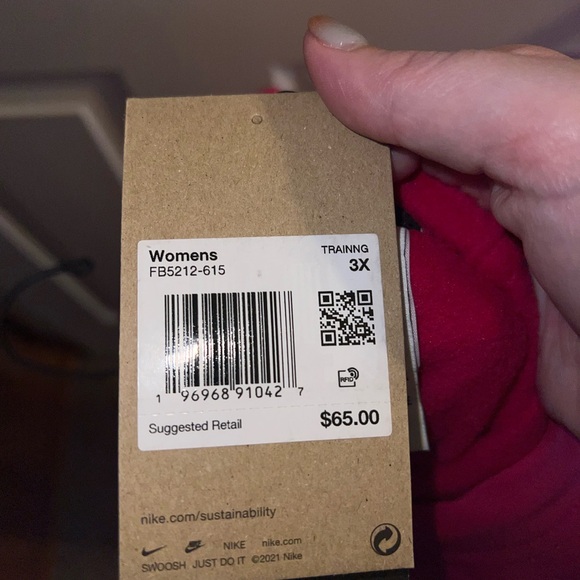 Womens TRAINNG
FB5212-615 3X
RFID
1 96968 91042 7
Suggested Retail $65.00
nike.com/sustainability
NIKE nike.com
SWOOSH JUST DO IT ©2021 Nike